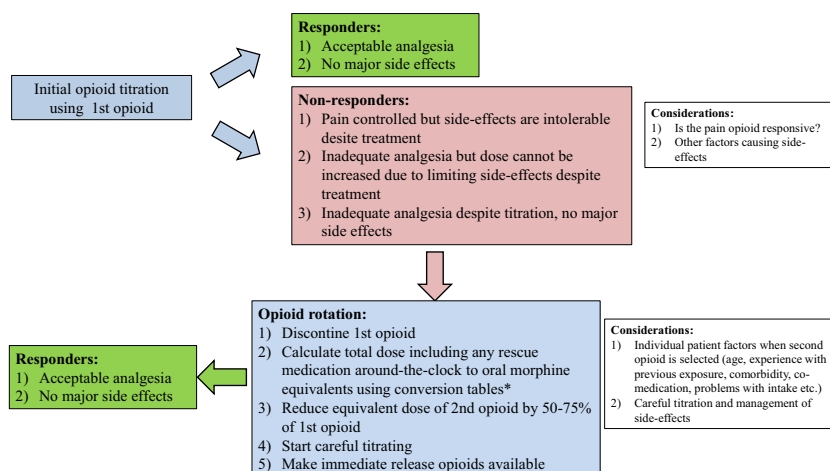 Responders:
1) Acceptable analgesia
2) No major side effects
Initial opioid titration
using 1st opioid
Non-responders:
1) Pain controlled but side-effects are intolerable
desite treatment
2) Inadequate analgesia but dose cannot be
increased due to limiting side-effects despite
treatment
3) Inadequate analgesia despite titration, no major
side effects
Considerations:
1) Is the pain opioid responsive?
2) Other factors causing side-
effects
Opioid rotation:
1) Discontine 1st opioid
2) Calculate total dose including any rescue
medication around-the-clock to oral morphine
equivalents using conversion tables*
3) Reduce equivalent dose of 2nd opioid by 50-75%
of 1st opioid
4) Start careful titrating
5) Make immediate release opioids available
Responders:
1) Acceptable analgesia
2) No major side effects
Considerations:
1) Individual patient factors when second
opioid is selected (age, experience with
previous exposure, comorbidity, co-
medication, problems with intake etc.)
2) Careful titration and management of
side-effects